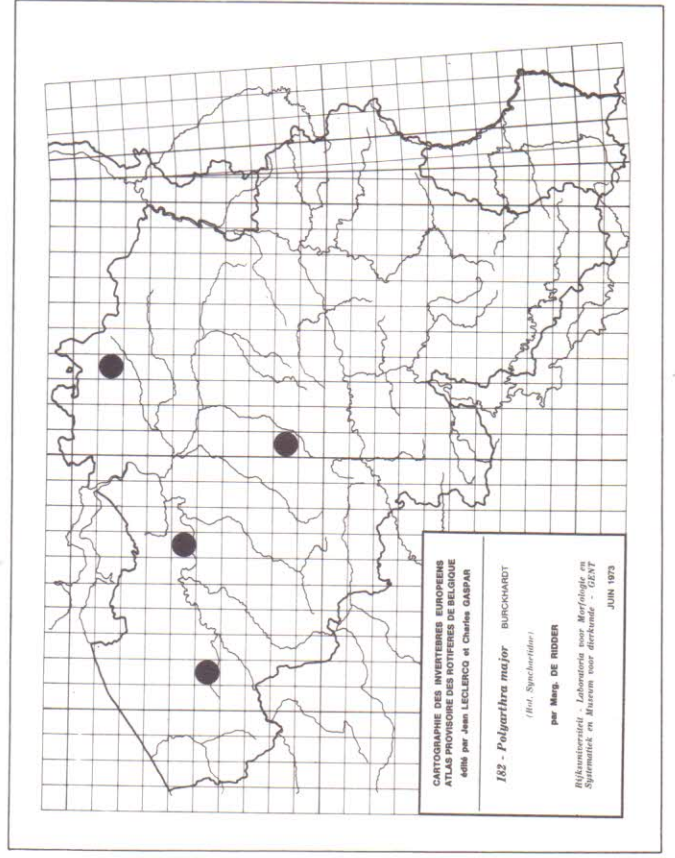 CARTOGRAPHIE DES INVERTEBRES EUROPEENS
ATLAS PROVISOIRE DES ROTIFERES DE BELGIQUE
édité par Jean LECLERCQ et Charles GASPAR
182 - Polyarthra major BURCKHARDT
(Rot. Synchaetidae)
par Marg. DE RIDDER
Rijksuniversiteit - Laboratoria voor Morfologie en
Systematiek en Museum voor dierkunde - GENT
JUIN 1973